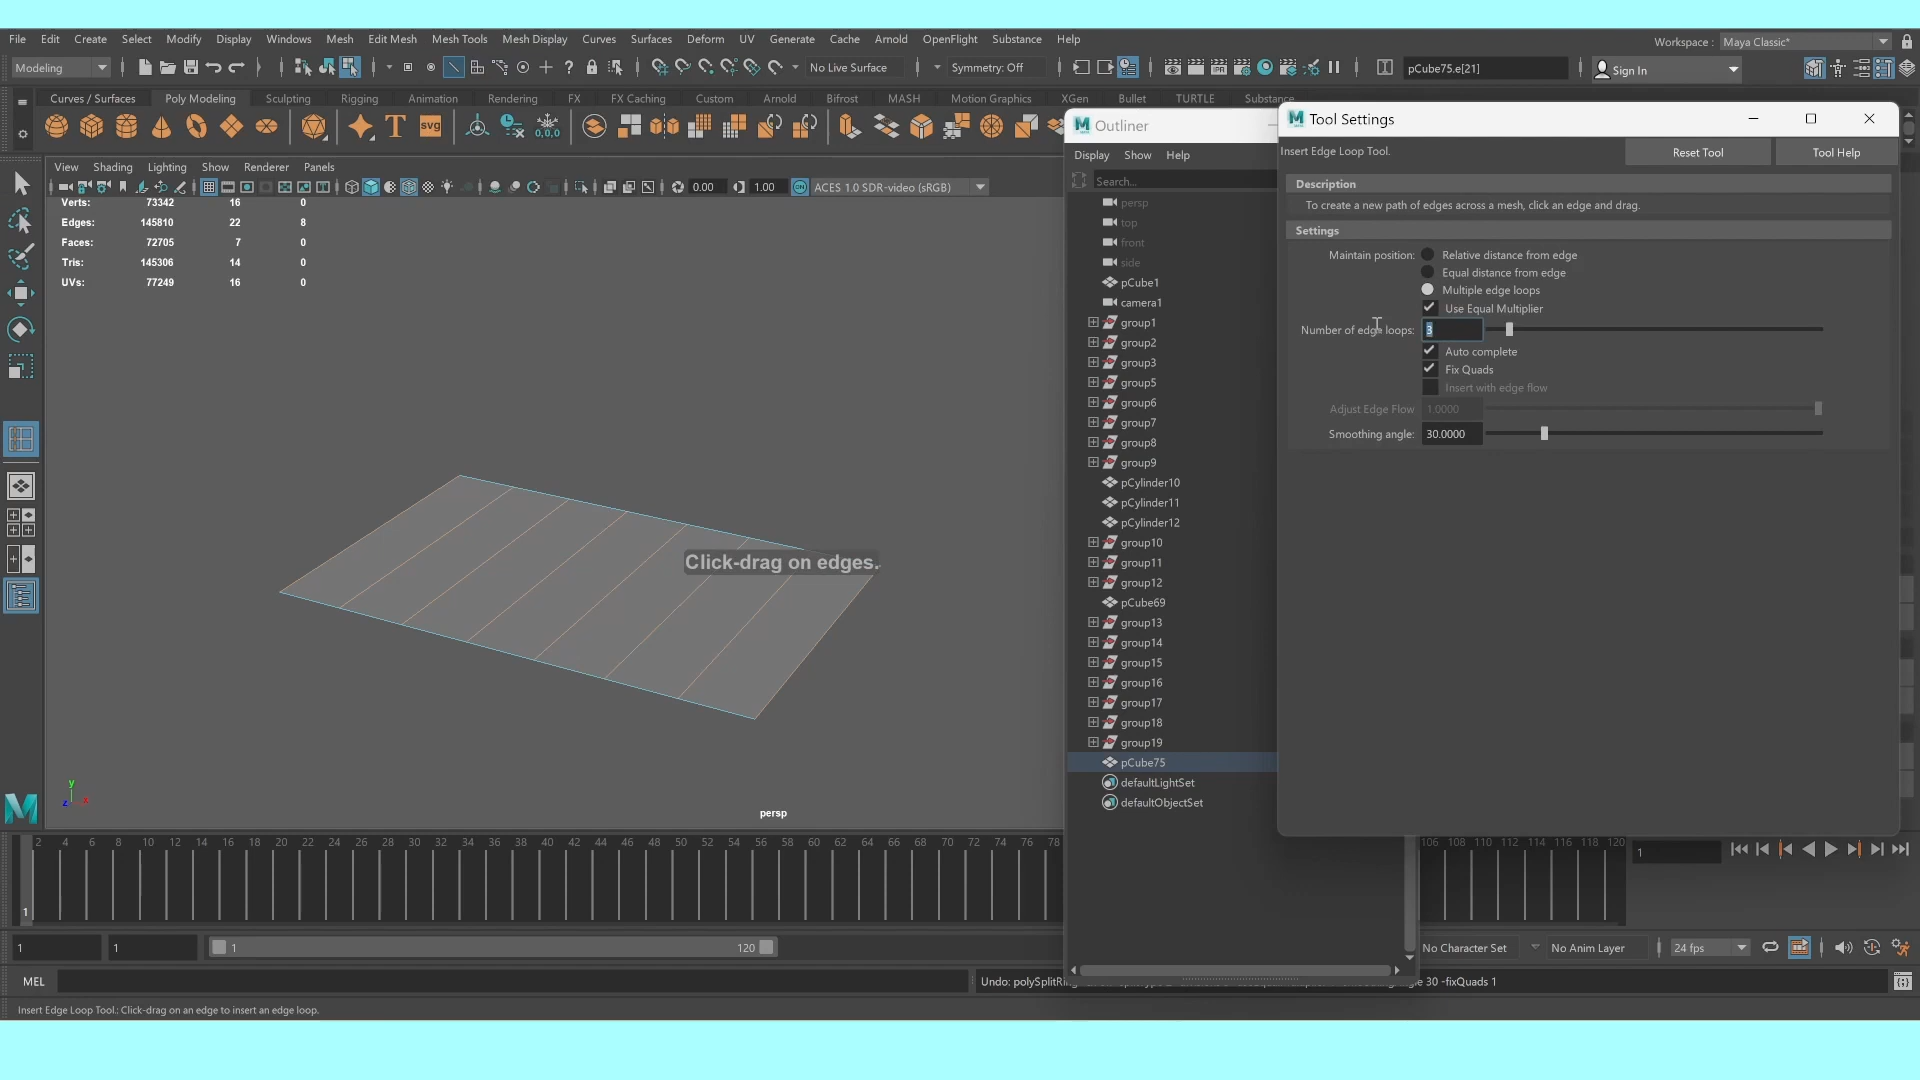 File Edit Create Select Modify Display Windows Mesh Edit Mesh Mesh Tools Mesh Display Curves Surfaces Deform UV Generate Cache Arnold OpenFlight Substance Help
Workspace : Maya Classic*
Modeling No Live Surface Symmetry: Off pCube75.e[21] Sign In
Curves / Surfaces Poly Modeling Sculpting Rigging Animation Rendering FX FX Caching Custom Arnold Bifrost MASH Motion Graphics XGen Bullet TURTLE Substance
T svg 0,0,0
Outliner
Display Show Help
Search...
persp
top
front
side
pCube1
camera1
group1
group2
group3
group5
group6
group7
group8
group9
pCylinder10
pCylinder11
pCylinder12
group10
group11
group12
pCube69
group13
group14
group15
group16
group17
group18
group19
pCube75
defaultLightSet
defaultObjectSet
Tool Settings
Insert Edge Loop Tool. Reset Tool Tool Help
Description
To create a new path of edges across a mesh, click an edge and drag.
Settings
Maintain position: Relative distance from edge
Equal distance from edge
Multiple edge loops
Use Equal Multiplier
Number of edge loops: 3
Auto complete
Fix Quads
Insert with edge flow
Adjust Edge Flow 1.0000
Smoothing angle: 30.0000
View Shading Lighting Show Renderer Panels
0.00 1.00 ON ACES 1.0 SDR-video (sRGB)
Verts: 73342 16 0
Edges: 145810 22 8
Faces: 72705 7 0
Tris: 145306 14 0
UVs: 77249 16 0
Click-drag on edges.
y
z x
persp
2 4 6 8 10 12 14 16 18 20 22 24 26 28 30 32 34 36 38 40 42 44 46 48 50 52 54 56 58 60 62 64 66 68 70 72 74 76 78 106 108 110 112 114 116 118 120
1
1
1 1 1 120 No Character Set No Anim Layer 24 fps
MEL
30 -fixQuads 1
Insert Edge Loop Tool.: Click-drag on an edge to insert an edge loop.